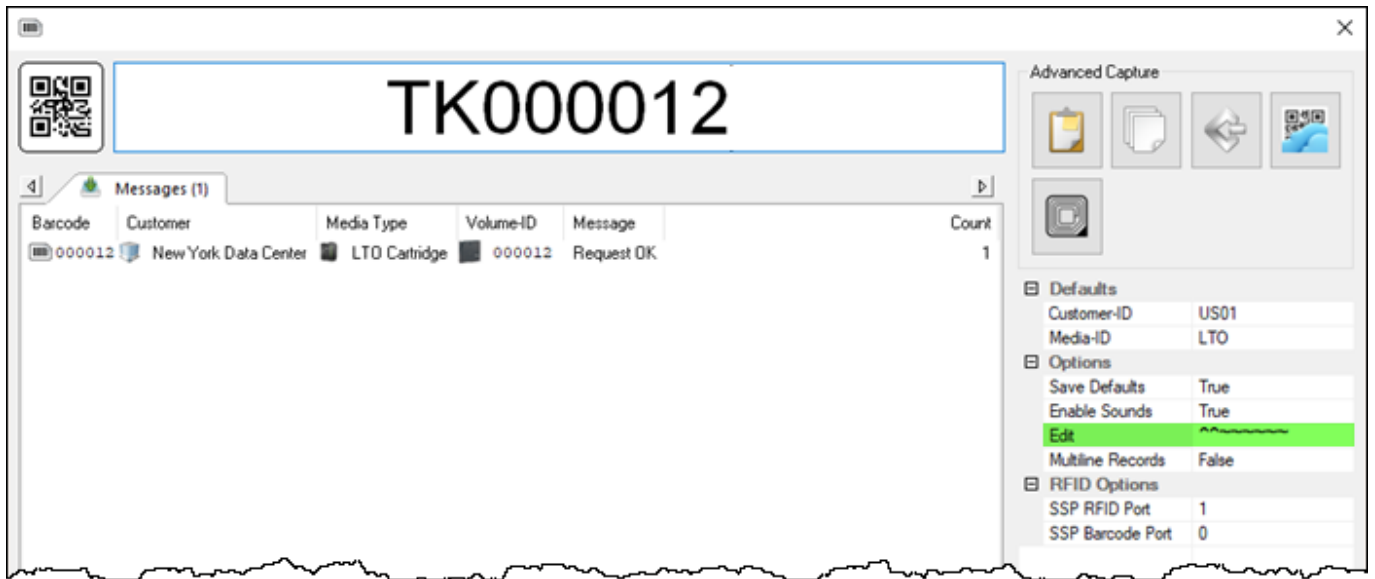 TK000012
Advanced Capture
Messages (1)
Barcode Customer Media Type Volume-ID Message Count
000012 New York Data Center LTO Cartridge 000012 Request OK 1
Defaults
Customer-ID US01
Media-ID LTO
Options
Save Defaults True
Enable Sounds True
Edit ^^~~~~~~
Multiline Records False
RFID Options
SSP RFID Port 1
SSP Barcode Port 0